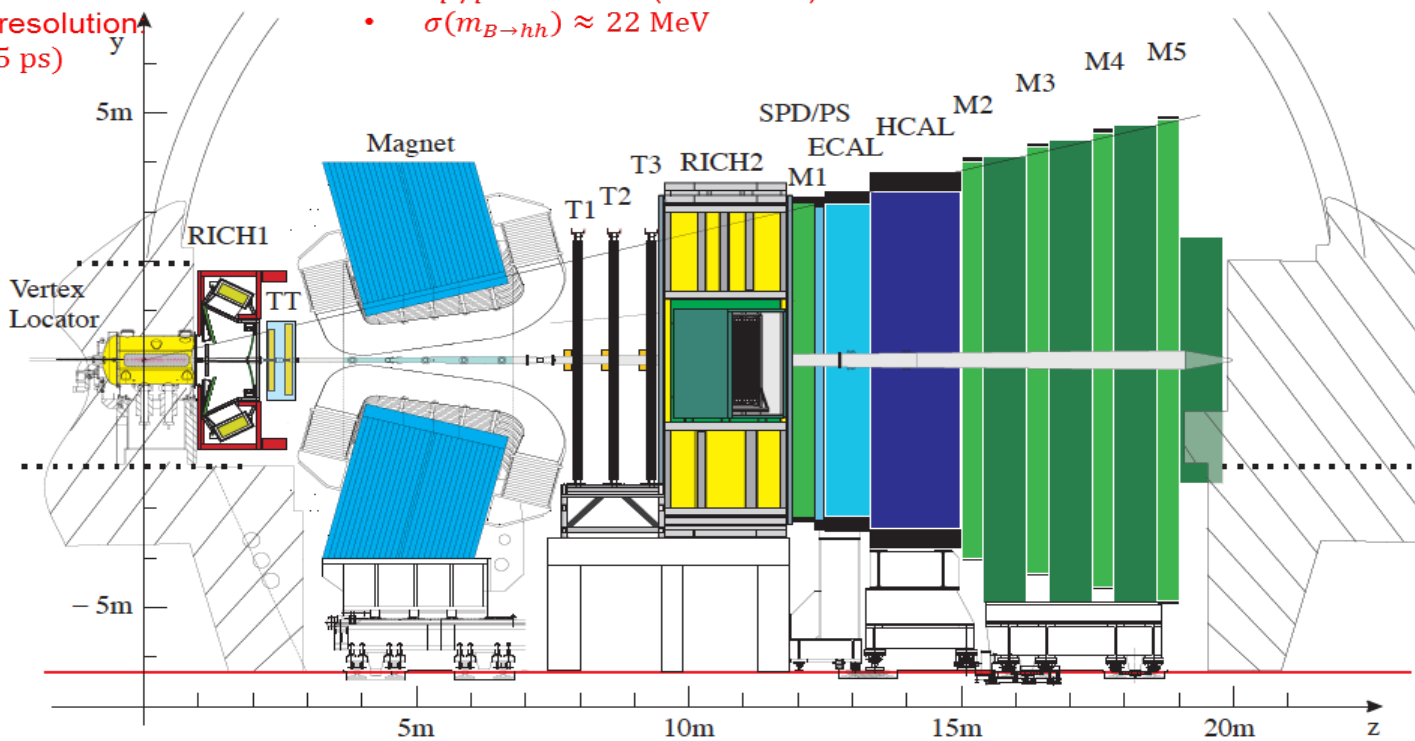 resolution:
5 ps)
• σ(m_{B→hh}) ≈ 22 MeV
y
5m
Magnet
RICH1
Vertex
Locator
TT
T1
T2
T3
RICH2
M1
SPD/PS
ECAL
HCAL
M2
M3
M4
M5
− 5m
5m
10m
15m
20m
z